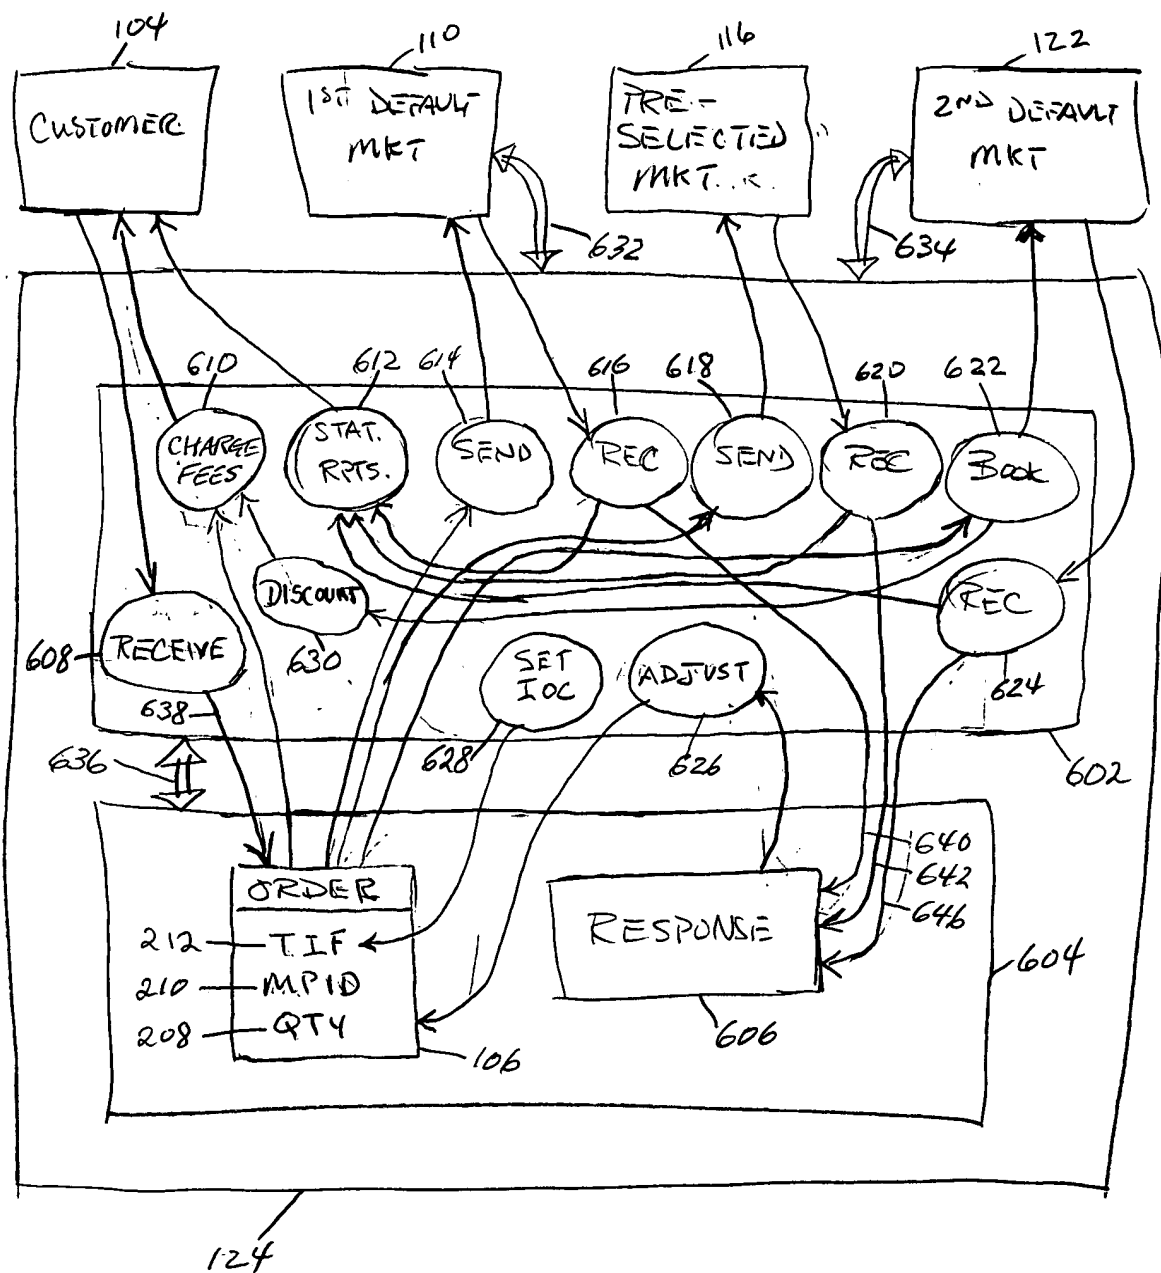 104
110
116
122
CUSTOMER
1ST DEFAULT
MKT
PRE-
SELECTED
MKT...
2ND DEFAULT
MKT
632
634
610
612
614
616
618
620
622
CHARGE
FEES
STAT.
RPTS.
SEND
REC
SEND
REC
BOOK
DISCOUNT
REC
608
RECEIVE
630
SET
IOC
ADJUST
624
638
628
626
602
636
640
642
646
ORDER
212
TIF
210
MPID
208
QTY
106
RESPONSE
606
604
124